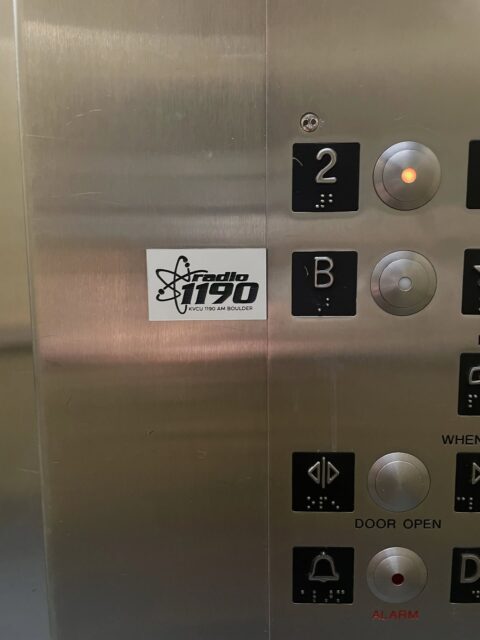 2
radio
1190
KVCU 1190 AM BOULDER
B
WHEN
DOOR OPEN
D
ALARM